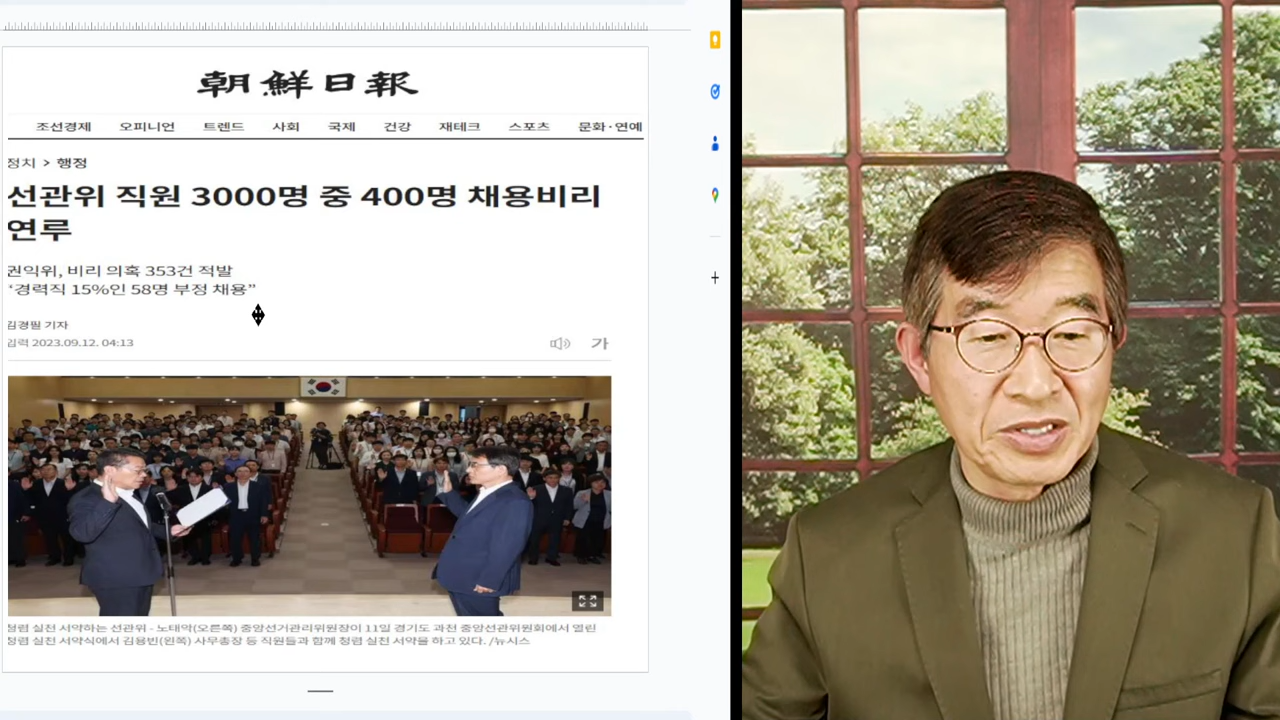 朝鮮日報
조선경제 오피니언 트렌드 사회 국제 건강 재테크 스포츠 문화·연예
정치 > 행정
선관위 직원 3000명 중 400명 채용비리
연루
권익위, 비리 의혹 353건 적발
“경력직 15%인 58명 부정 채용”
김경필 기자
입력 2023.09.12. 04:13
가
청렴 실천 서약하는 선관위 - 노태악(오른쪽) 중앙선거관리위원장이 11일 경기도 과천 중앙선관위원회에서 열린
청렴 실천 서약식에서 김용빈(왼쪽) 사무총장 등 직원들과 함께 청렴 실천 서약을 하고 있다. /뉴시스